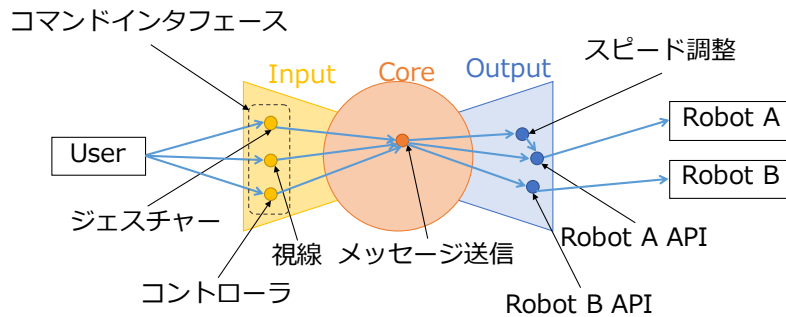 コマンドインタフェース
スピード調整
Input
Core
Output
User
Robot A
Robot B
ジェスチャー
視線
メッセージ送信
Robot A API
コントローラ
Robot B API